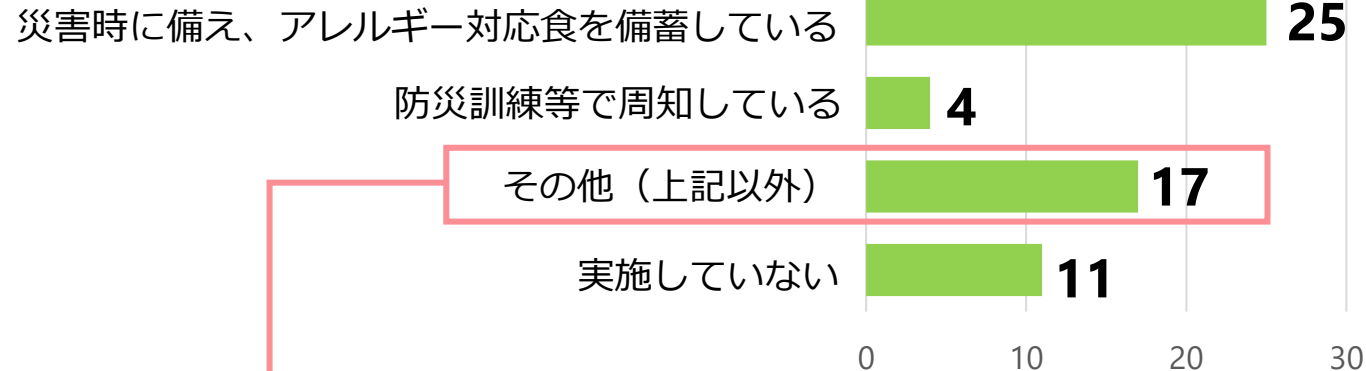 災害時に備え、アレルギー対応食を備蓄している 25
防災訓練等で周知している 4
その他（上記以外） 17
実施していない 11
0 10 20 30